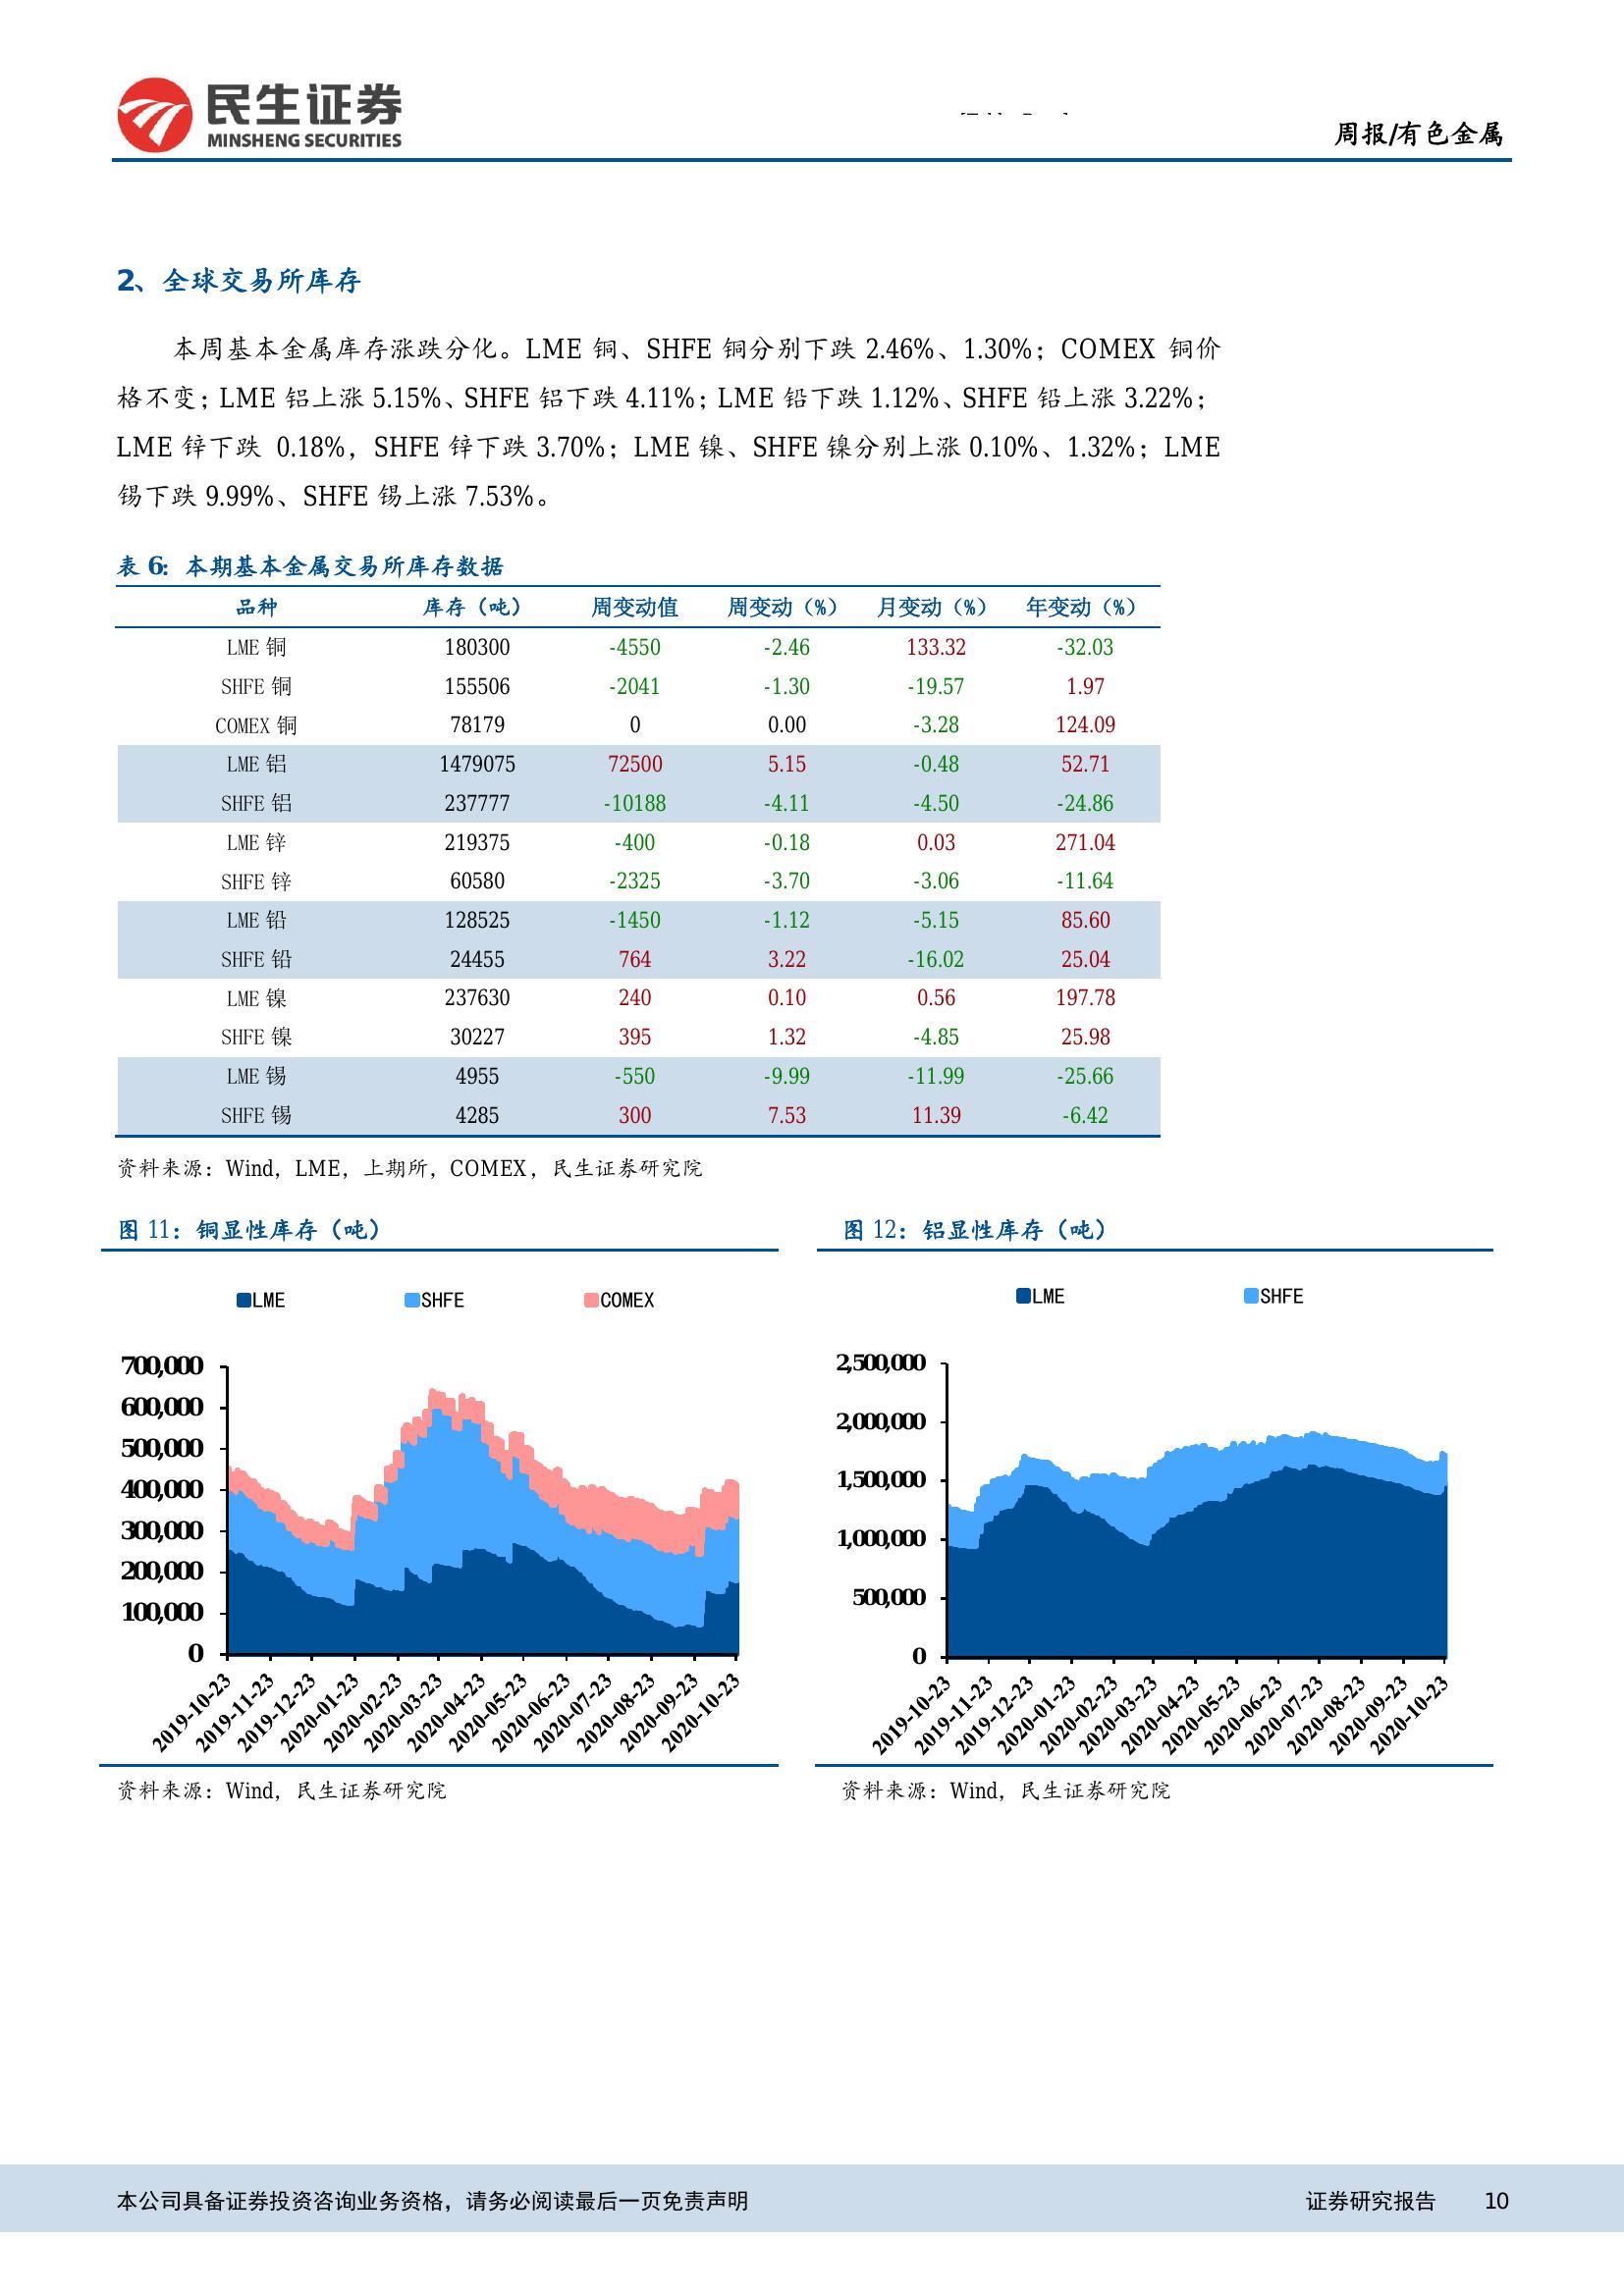 民生证券
MINSHENG SECURITIES
周报/有色金属
2、全球交易所库存
本周基本金属库存涨跌分化。LME 铜、SHFE 铜分别下跌 2.46%、1.30%；COMEX 铜价
格不变；LME 铝上涨 5.15%、SHFE 铝下跌 4.11%；LME 铅下跌 1.12%、SHFE 铅上涨 3.22%；
LME 锌下跌 0.18%，SHFE 锌下跌 3.70%；LME 镍、SHFE 镍分别上涨 0.10%、1.32%；LME
锡下跌 9.99%、SHFE 锡上涨 7.53%。
表 6：本期基本金属交易所库存数据
品种 库存（吨） 周变动值 周变动（%） 月变动（%） 年变动（%）
LME 铜 180300 -4550 -2.46 133.32 -32.03
SHFE 铜 155506 -2041 -1.30 -19.57 1.97
COMEX 铜 78179 0 0.00 -3.28 124.09
LME 铝 1479075 72500 5.15 -0.48 52.71
SHFE 铝 237777 -10188 -4.11 -4.50 -24.86
LME 锌 219375 -400 -0.18 0.03 271.04
SHFE 锌 60580 -2325 -3.70 -3.06 -11.64
LME 铅 128525 -1450 -1.12 -5.15 85.60
SHFE 铅 24455 764 3.22 -16.02 25.04
LME 镍 237630 240 0.10 0.56 197.78
SHFE 镍 30227 395 1.32 -4.85 25.98
LME 锡 4955 -550 -9.99 -11.99 -25.66
SHFE 锡 4285 300 7.53 11.39 -6.42
资料来源：Wind，LME，上期所，COMEX，民生证券研究院
图 11：铜显性库存（吨）
LME SHFE COMEX
700,000
600,000
500,000
400,000
300,000
200,000
100,000
0
2019-10-23 2019-11-23 2019-12-23 2020-01-23 2020-02-23 2020-03-23 2020-04-23 2020-05-23 2020-06-23 2020-07-23 2020-08-23 2020-09-23 2020-10-23
资料来源：Wind，民生证券研究院
图 12：铝显性库存（吨）
LME SHFE
2,500,000
2,000,000
1,500,000
1,000,000
500,000
0
2019-10-23 2019-11-23 2019-12-23 2020-01-23 2020-02-23 2020-03-23 2020-04-23 2020-05-23 2020-06-23 2020-07-23 2020-08-23 2020-09-23 2020-10-23
资料来源：Wind，民生证券研究院
本公司具备证券投资咨询业务资格，请务必阅读最后一页免责声明 证券研究报告 10